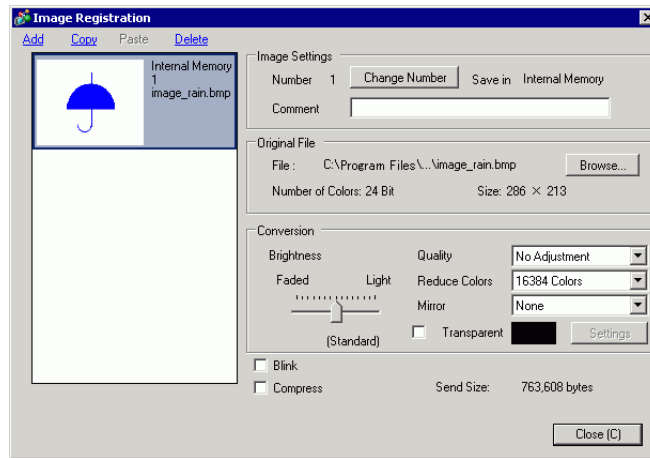 Image Registration
Add Copy Paste Delete
Internal Memory
1
image_rain.bmp
Image Settings
Number 1 Change Number Save in Internal Memory
Comment
Original File
File : C:\Program Files\...\image_rain.bmp Browse...
Number of Colors: 24 Bit Size: 286 × 213
Conversion
Brightness Quality No Adjustment
Faded Light Reduce Colors 16384 Colors
Mirror None
(Standard) Transparent Settings
Blink
Compress Send Size: 763,608 bytes
Close (C)